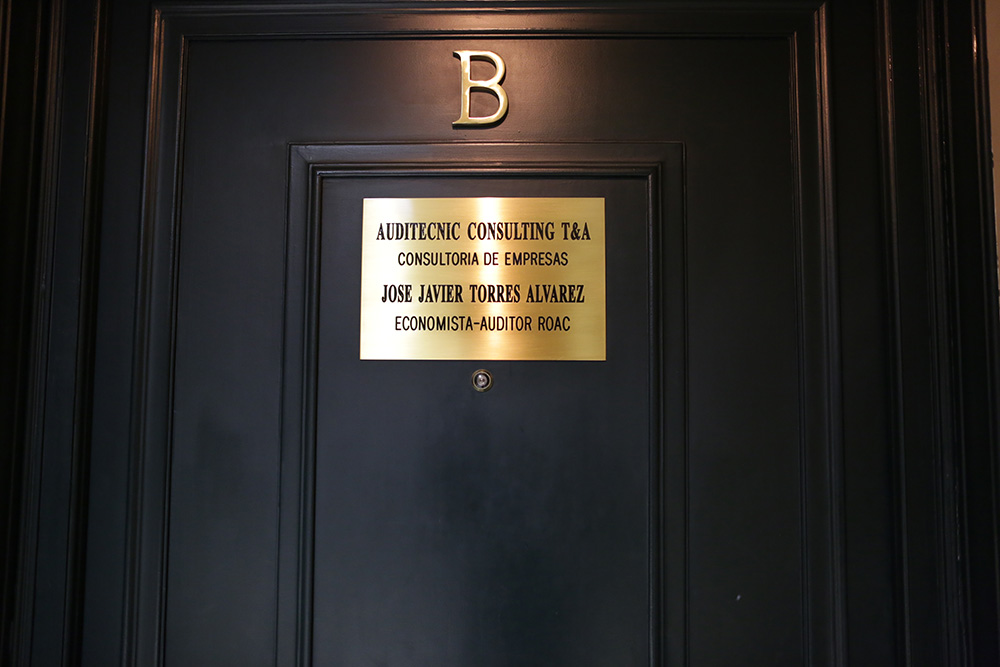 B
AUDITECNIC CONSULTING T&A
CONSULTORIA DE EMPRESAS
JOSE JAVIER TORRES ALVAREZ
ECONOMISTA-AUDITOR ROAC